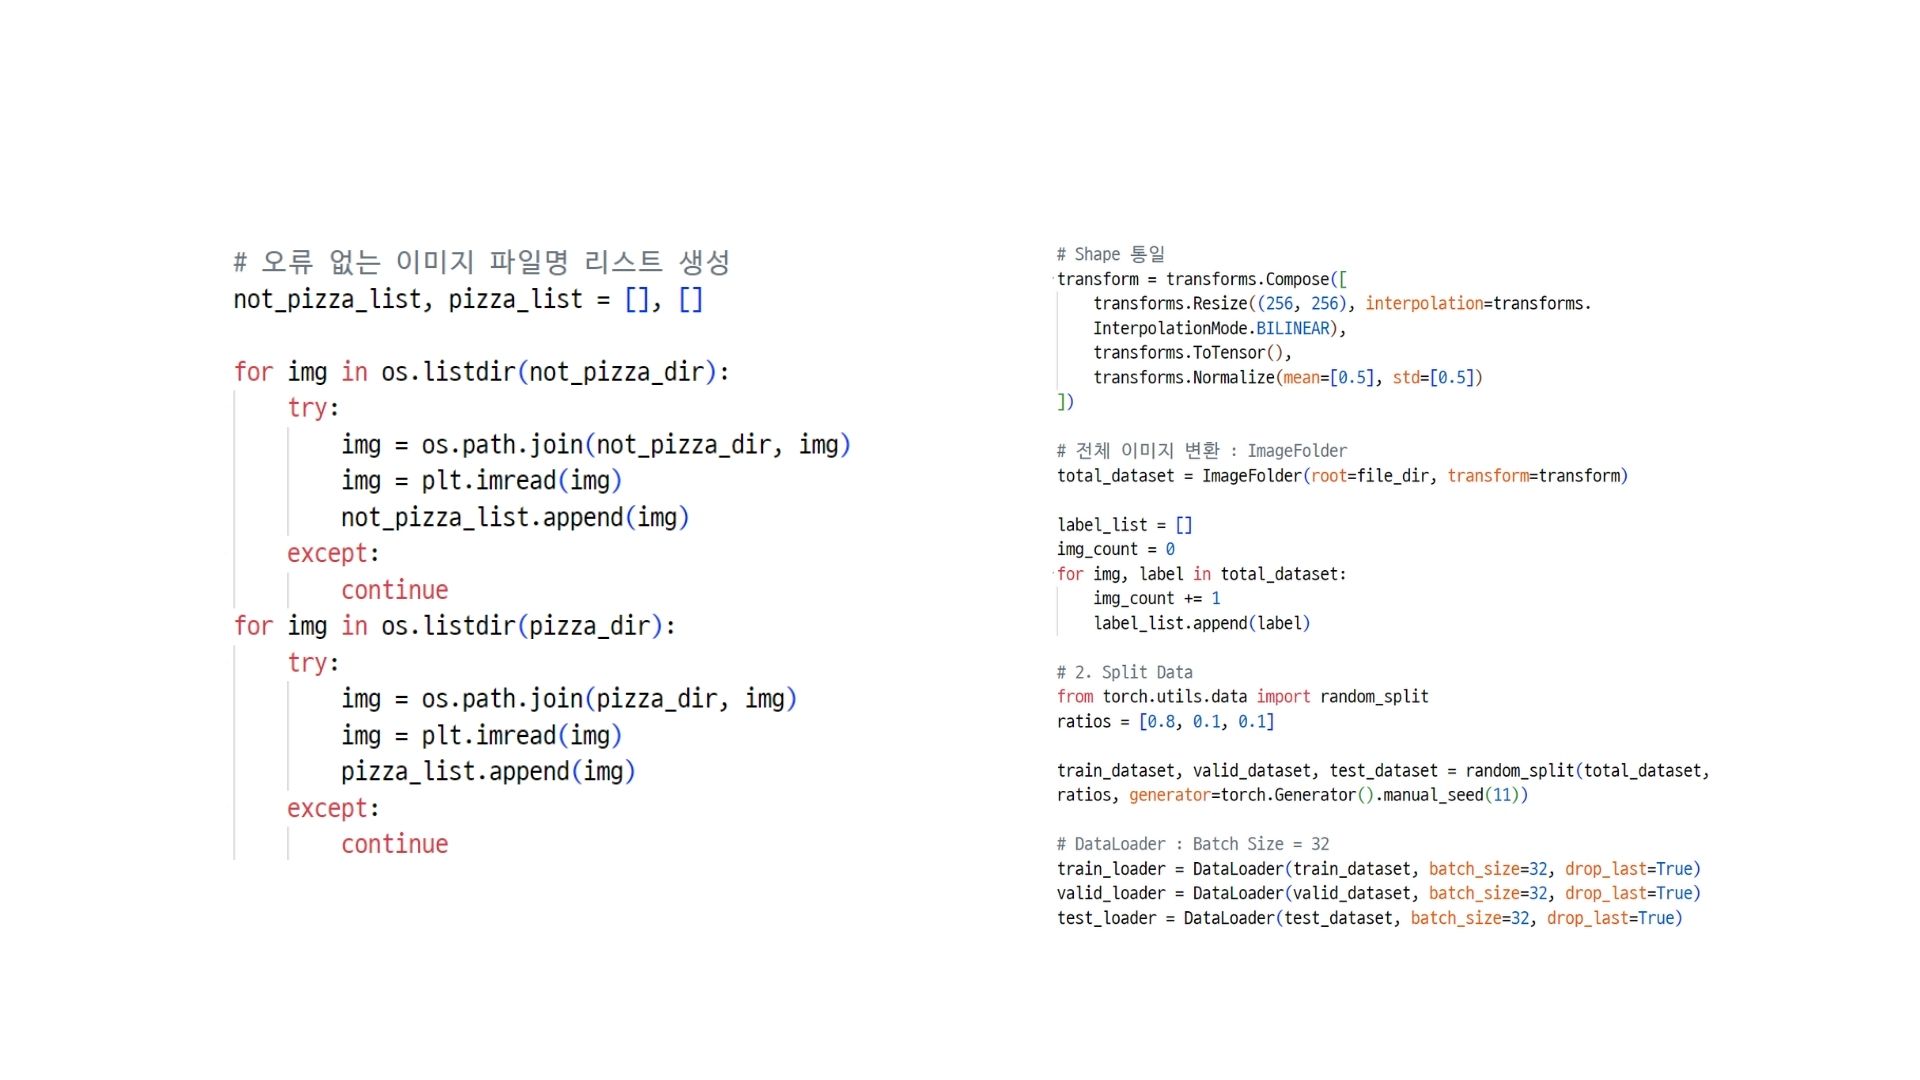 # 오류 없는 이미지 파일명 리스트 생성
not_pizza_list, pizza_list = [], []

for img in os.listdir(not_pizza_dir):
    try:
        img = os.path.join(not_pizza_dir, img)
        img = plt.imread(img)
        not_pizza_list.append(img)
    except:
        continue
for img in os.listdir(pizza_dir):
    try:
        img = os.path.join(pizza_dir, img)
        img = plt.imread(img)
        pizza_list.append(img)
    except:
        continue

# Shape 통일
transform = transforms.Compose([
    transforms.Resize((256, 256), interpolation=transforms.
    InterpolationMode.BILINEAR),
    transforms.ToTensor(),
    transforms.Normalize(mean=[0.5], std=[0.5])
])

# 전체 이미지 변환 : ImageFolder
total_dataset = ImageFolder(root=file_dir, transform=transform)

label_list = []
img_count = 0
for img, label in total_dataset:
    img_count += 1
    label_list.append(label)

# 2. Split Data
from torch.utils.data import random_split
ratios = [0.8, 0.1, 0.1]

train_dataset, valid_dataset, test_dataset = random_split(total_dataset,
ratios, generator=torch.Generator().manual_seed(11))

# DataLoader : Batch Size = 32
train_loader = DataLoader(train_dataset, batch_size=32, drop_last=True)
valid_loader = DataLoader(valid_dataset, batch_size=32, drop_last=True)
test_loader = DataLoader(test_dataset, batch_size=32, drop_last=True)